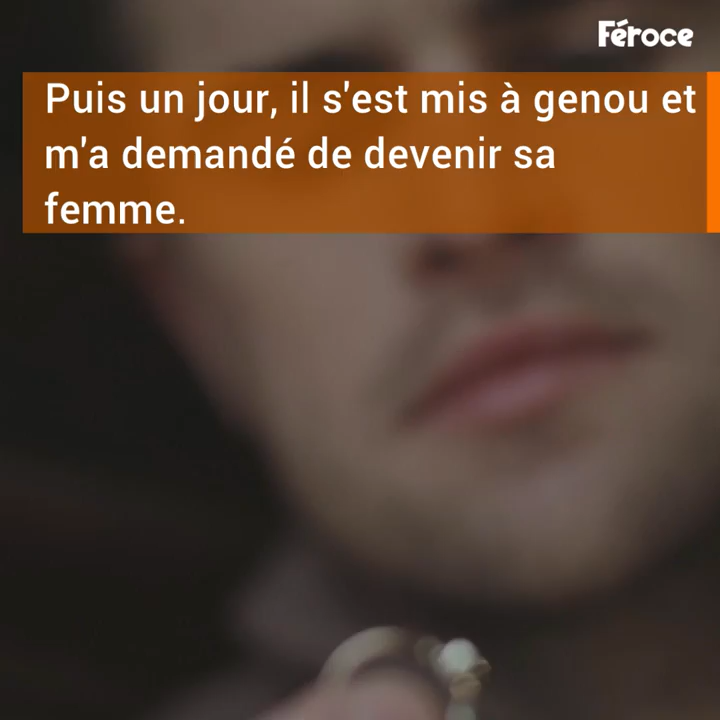 Féroce
Puis un jour, il s'est mis à genou et
m'a demandé de devenir sa
femme.